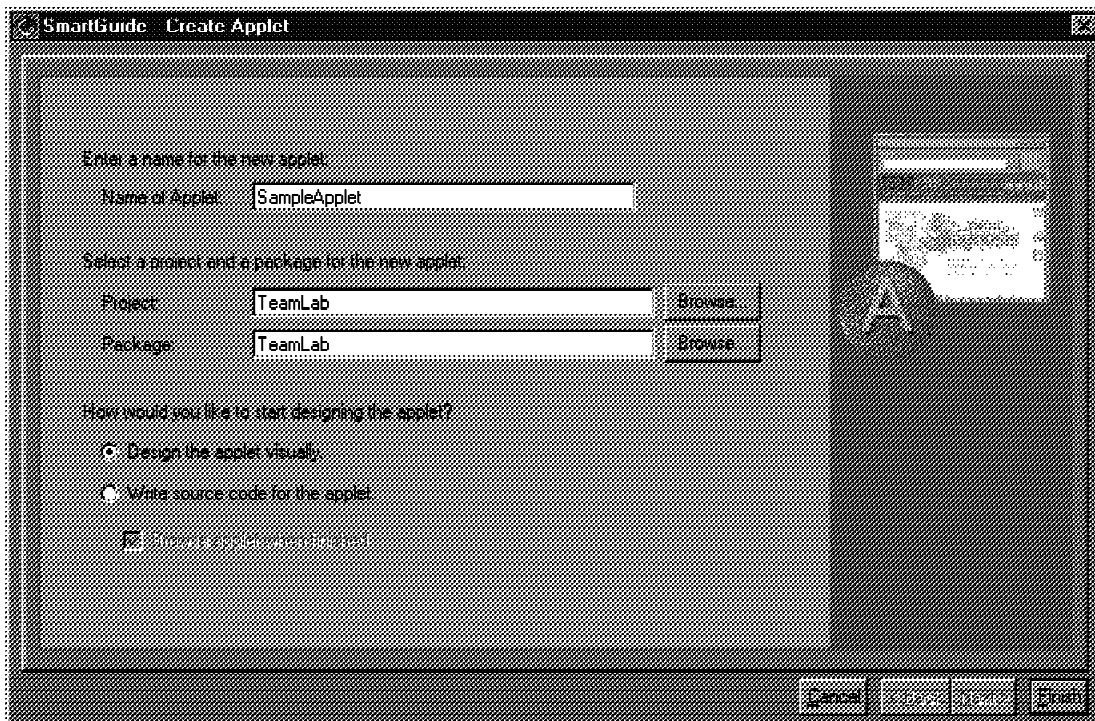 SmartGuide - Create Applet
Enter a name for the new applet:
Name of Applet: SampleApplet
Select a project and a package for the new applet:
Project: TeamLab Browse...
Package: TeamLab Browse...
How would you like to start designing the applet?
Design the applet visually.
Write source code for the applet.
Cancel < Back Next > Finish